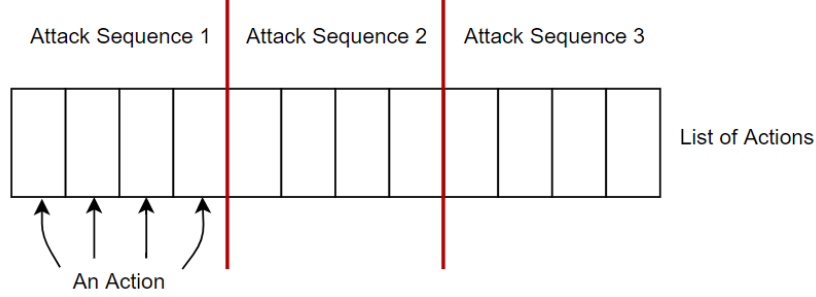 Attack Sequence 1
Attack Sequence 2
Attack Sequence 3
List of Actions
An Action